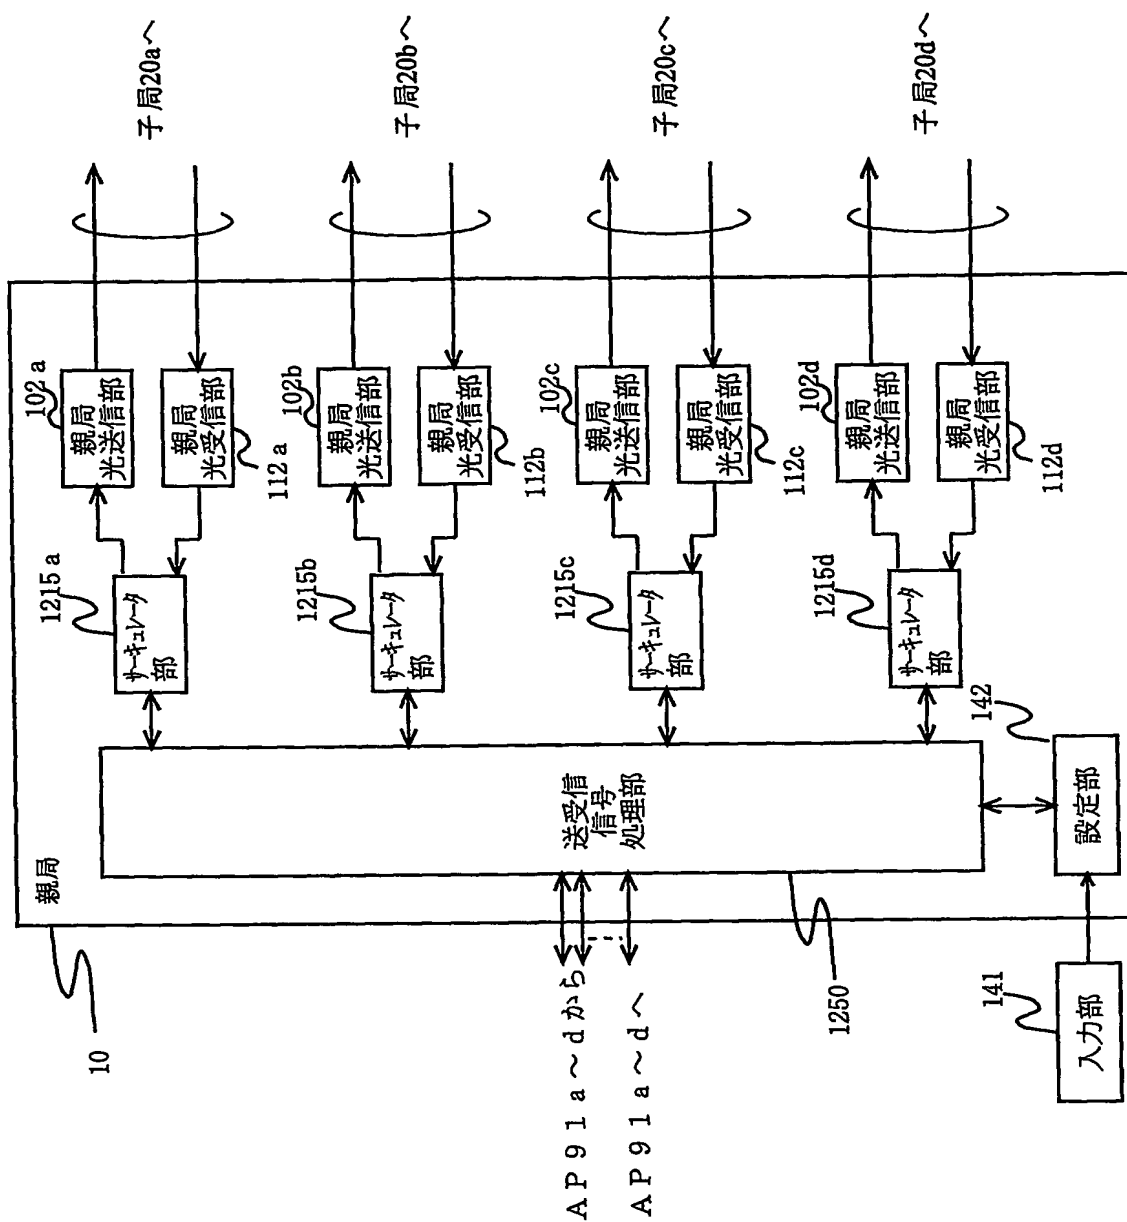 親局
10
AP91a～dから
AP91a～dへ
送受信
信号
処理部
1250
入力部
141
設定部
142
サーキュレータ
部
1215a
親局
光送信部
102a
親局
光受信部
112a
子局20aへ
サーキュレータ
部
1215b
親局
光送信部
102b
親局
光受信部
112b
子局20bへ
サーキュレータ
部
1215c
親局
光送信部
102c
親局
光受信部
112c
子局20cへ
サーキュレータ
部
1215d
親局
光送信部
102d
親局
光受信部
112d
子局20dへ